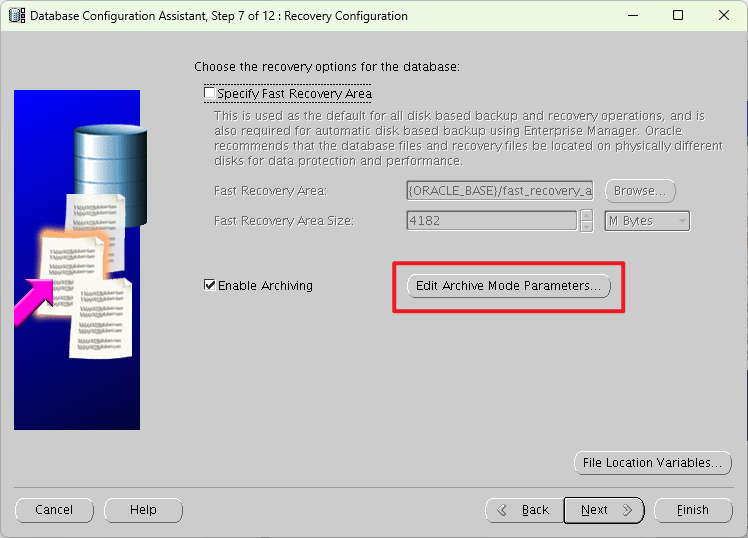 Database Configuration Assistant, Step 7 of 12 : Recovery Configuration
Choose the recovery options for the database:
Specify Fast Recovery Area
This is used as the default for all disk based backup and recovery operations, and is
also required for automatic disk based backup using Enterprise Manager. Oracle
recommends that the database files and recovery files be located on physically different
disks for data protection and performance.
Fast Recovery Area: {ORACLE_BASE}/fast_recovery_a Browse...
Fast Recovery Area Size: 4182 M Bytes
Enable Archiving Edit Archive Mode Parameters...
File Location Variables...
Cancel Help Back Next Finish